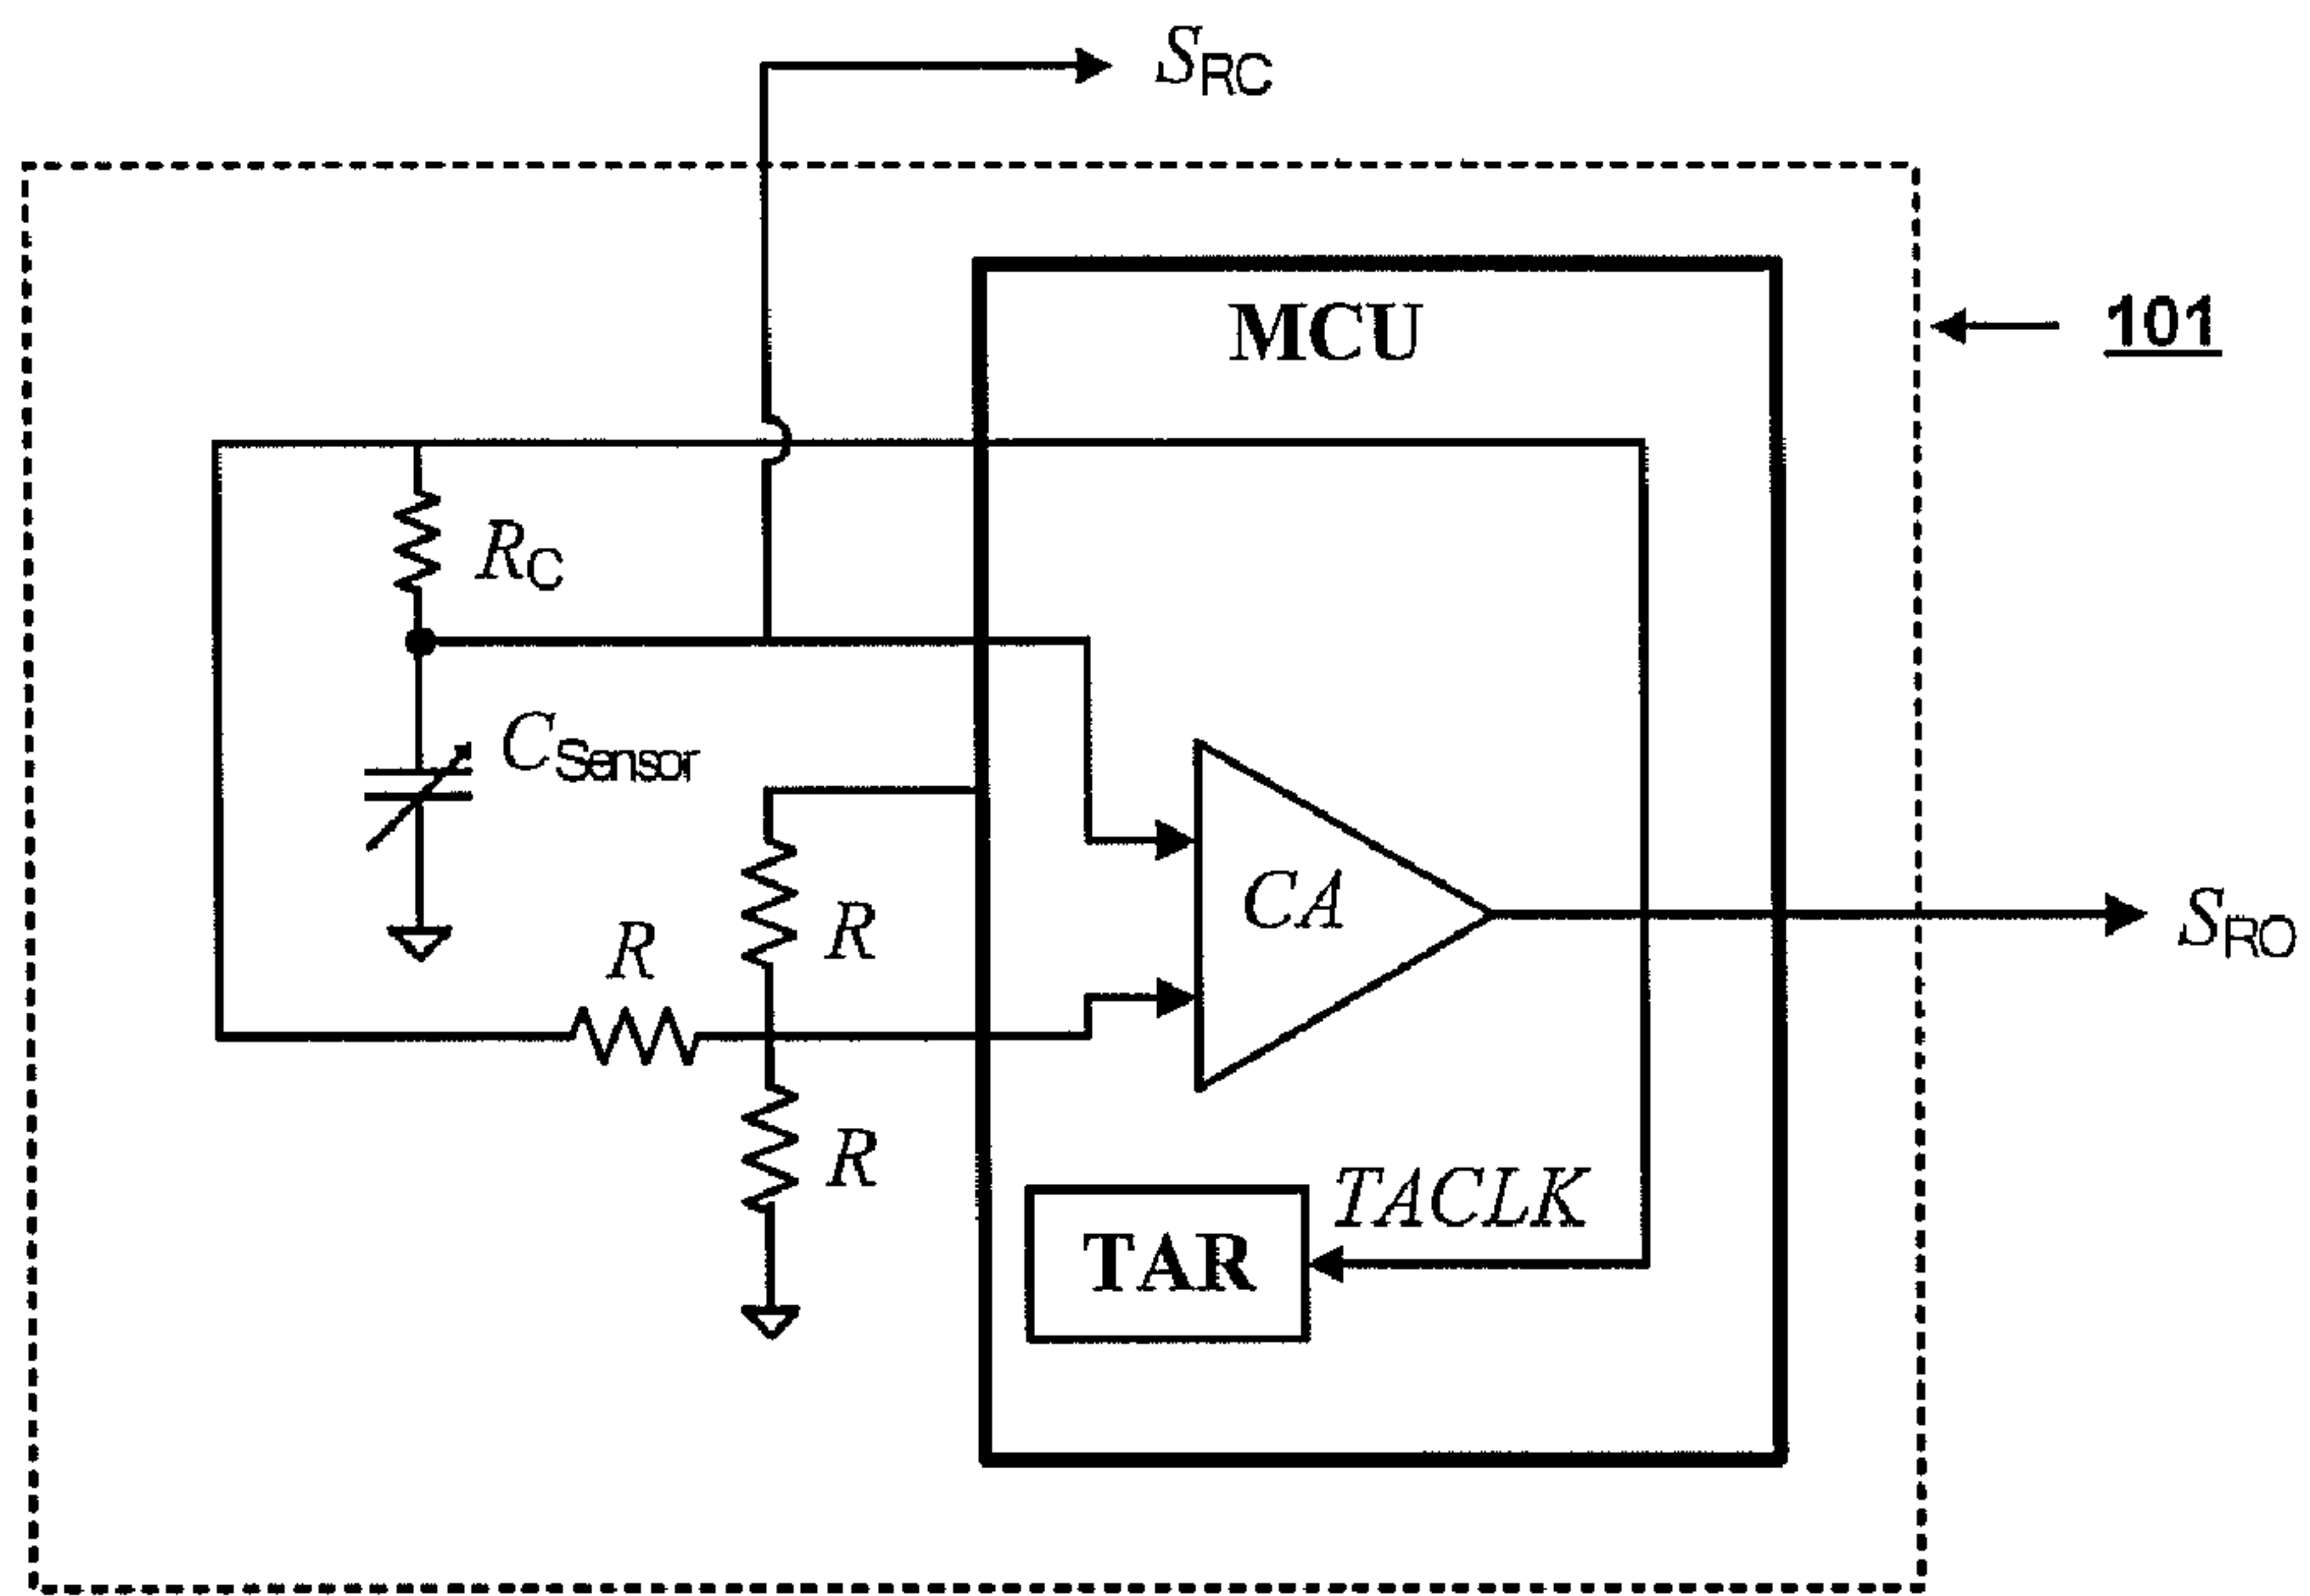 S_RC
MCU
101
R_C
C_Sensor
R
R
CA
S_RO
R
TACLK
TAR